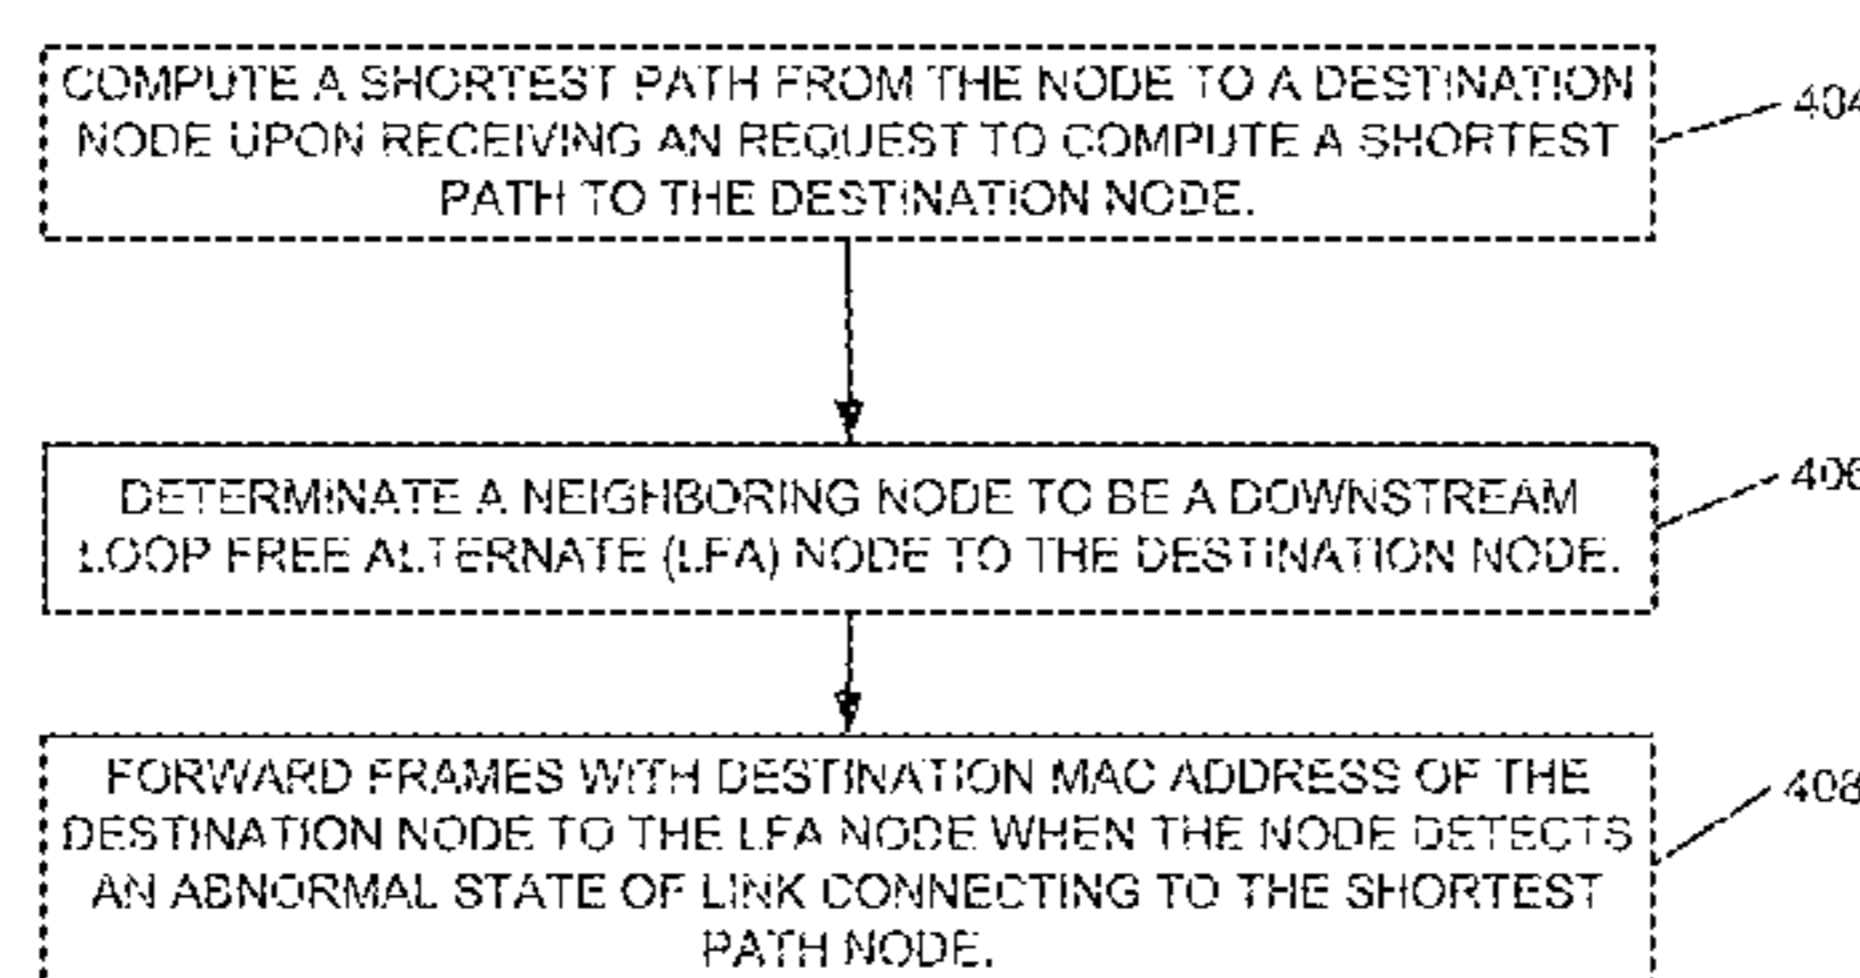 COMPUTE A SHORTEST PATH FROM THE NODE TO A DESTINATION
NODE UPON RECEIVING AN REQUEST TO COMPUTE A SHORTEST
PATH TO THE DESTINATION NODE.
404
DETERMINATE A NEIGHBORING NODE TO BE A DOWNSTREAM
LOOP FREE ALTERNATE (LFA) NODE TO THE DESTINATION NODE.
406
FORWARD FRAMES WITH DESTINATION MAC ADDRESS OF THE
DESTINATION NODE TO THE LFA NODE WHEN THE NODE DETECTS
AN ABNORMAL STATE OF LINK CONNECTING TO THE SHORTEST
PATH NODE.
408